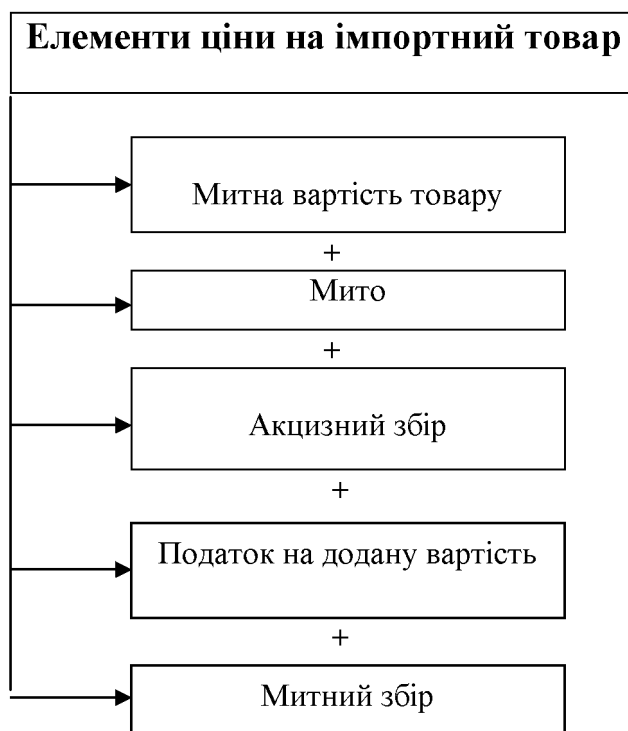 Елементи ціни на імпортний товар
Митна вартість товару
+
Мито
+
Акцизний збір
+
Податок на додану вартість
+
Митний збір